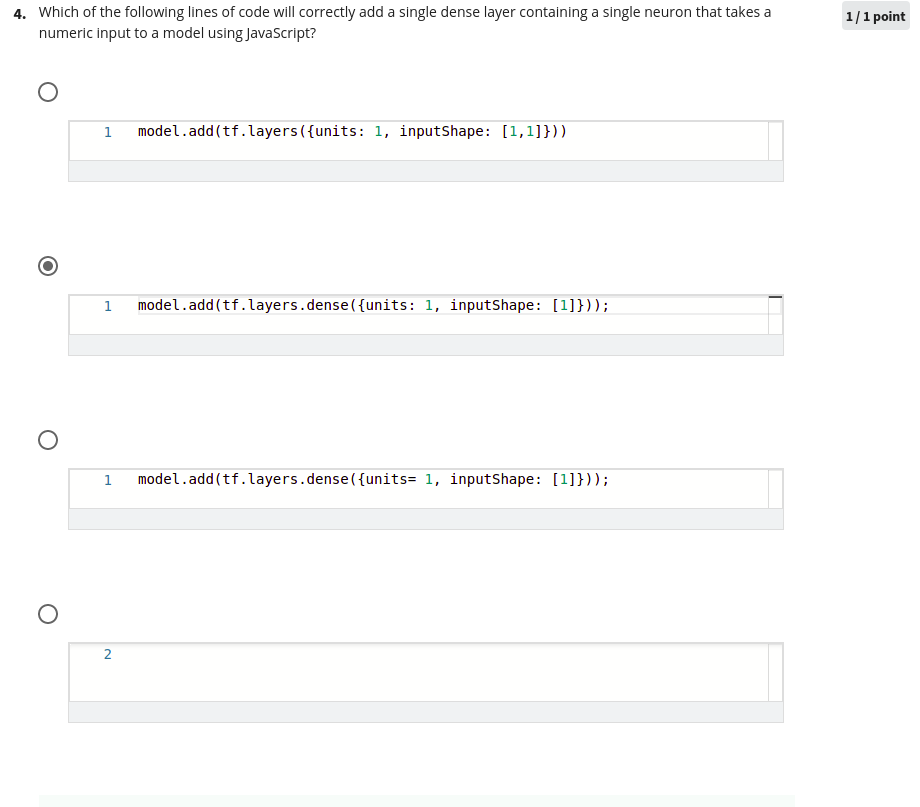 4. Which of the following lines of code will correctly add a single dense layer containing a single neuron that takes a
numeric input to a model using JavaScript?
1 / 1 point
1 model.add(tf.layers({units: 1, inputShape: [1,1]}))
1 model.add(tf.layers.dense({units: 1, inputShape: [1]}));
1 model.add(tf.layers.dense({units= 1, inputShape: [1]}));
2